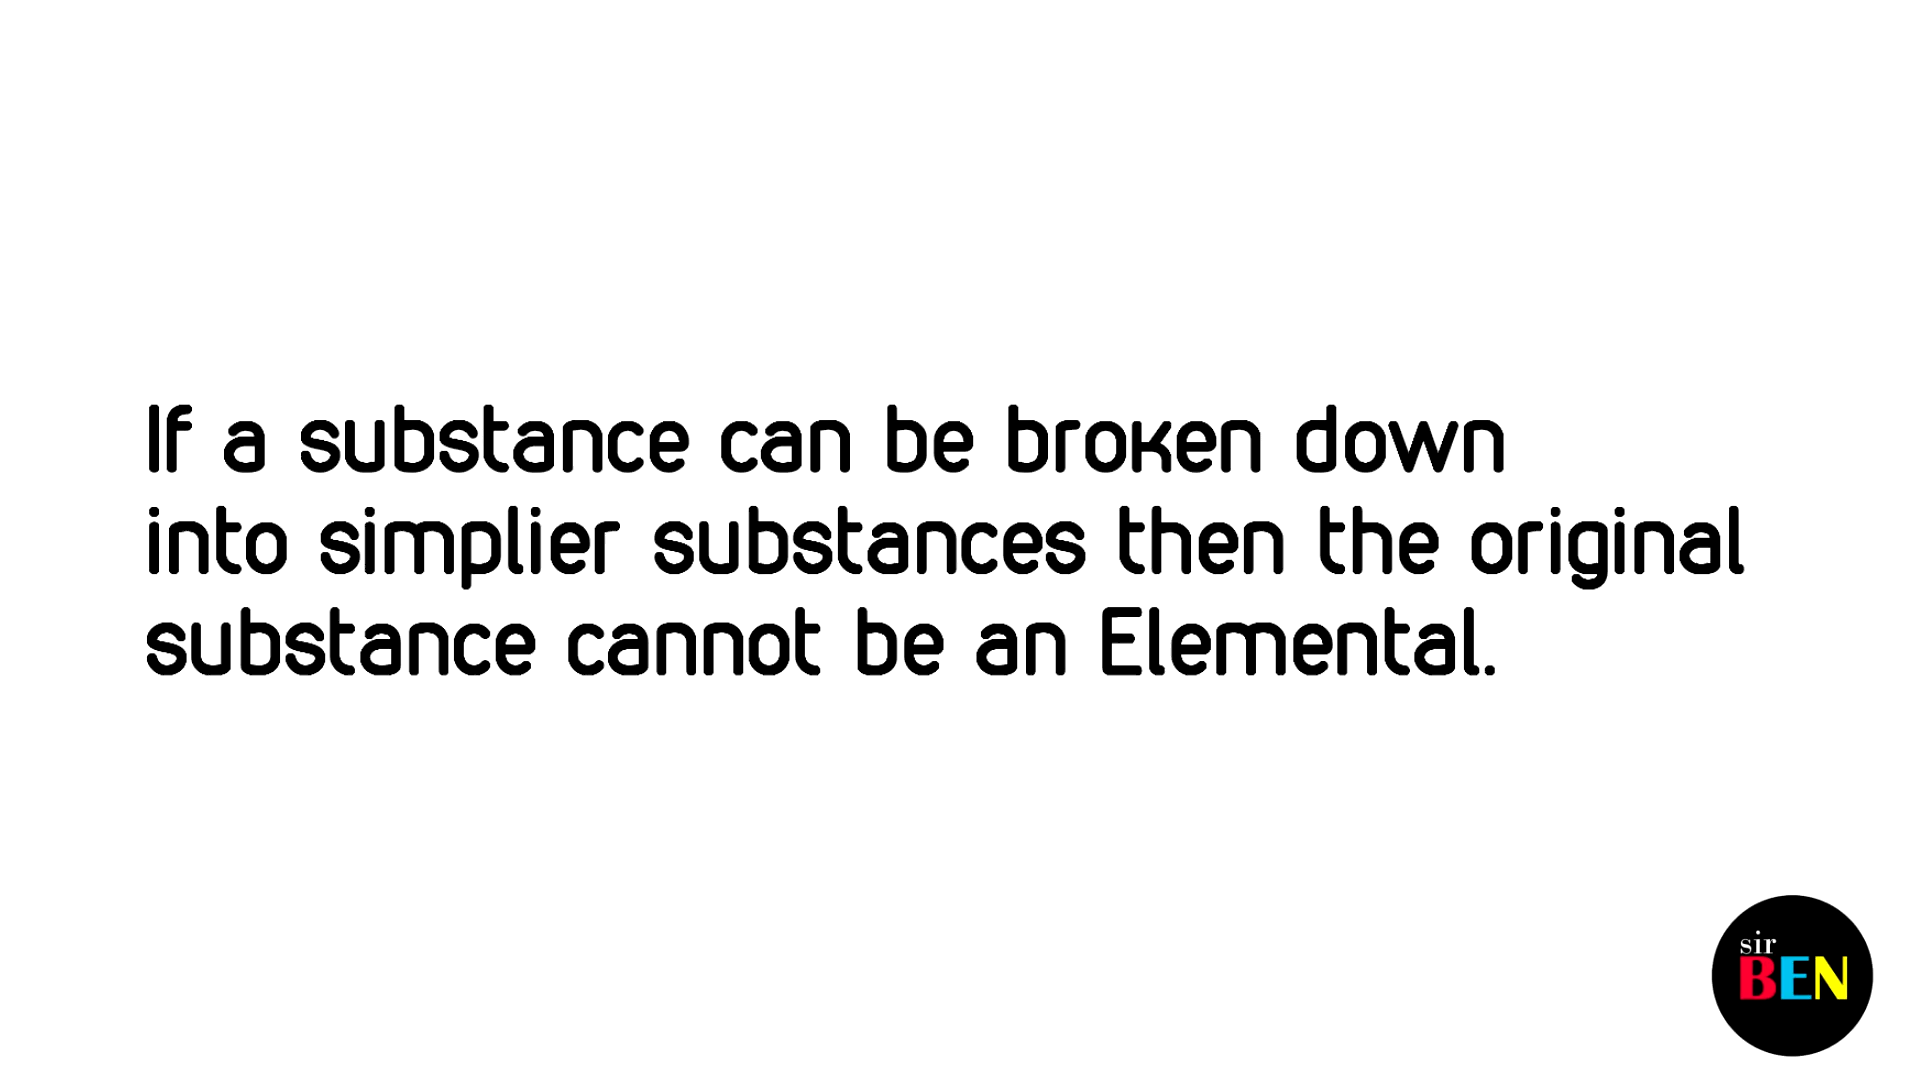 If a substance can be broken down
into simplier substances then the original
substance cannot be an Elemental.
sir
BEN